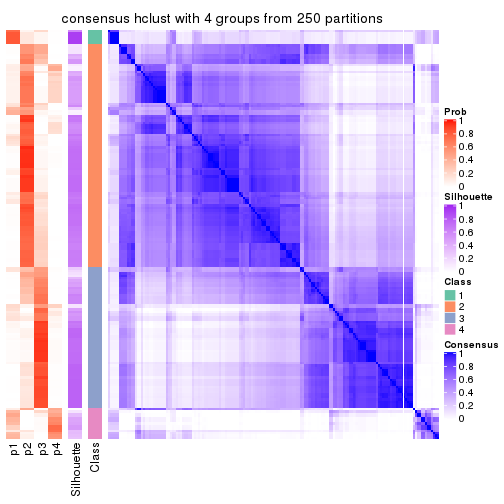 consensus hclust with 4 groups from 250 partitions
Prob
1
0.8
0.6
0.4
0.2
0
Silhouette
1
0.8
0.6
0.4
0.2
0
Class
1
2
3
4
Consensus
1
0.8
0.6
0.4
0.2
0
p1
p2
p3
p4
Silhouette
Class